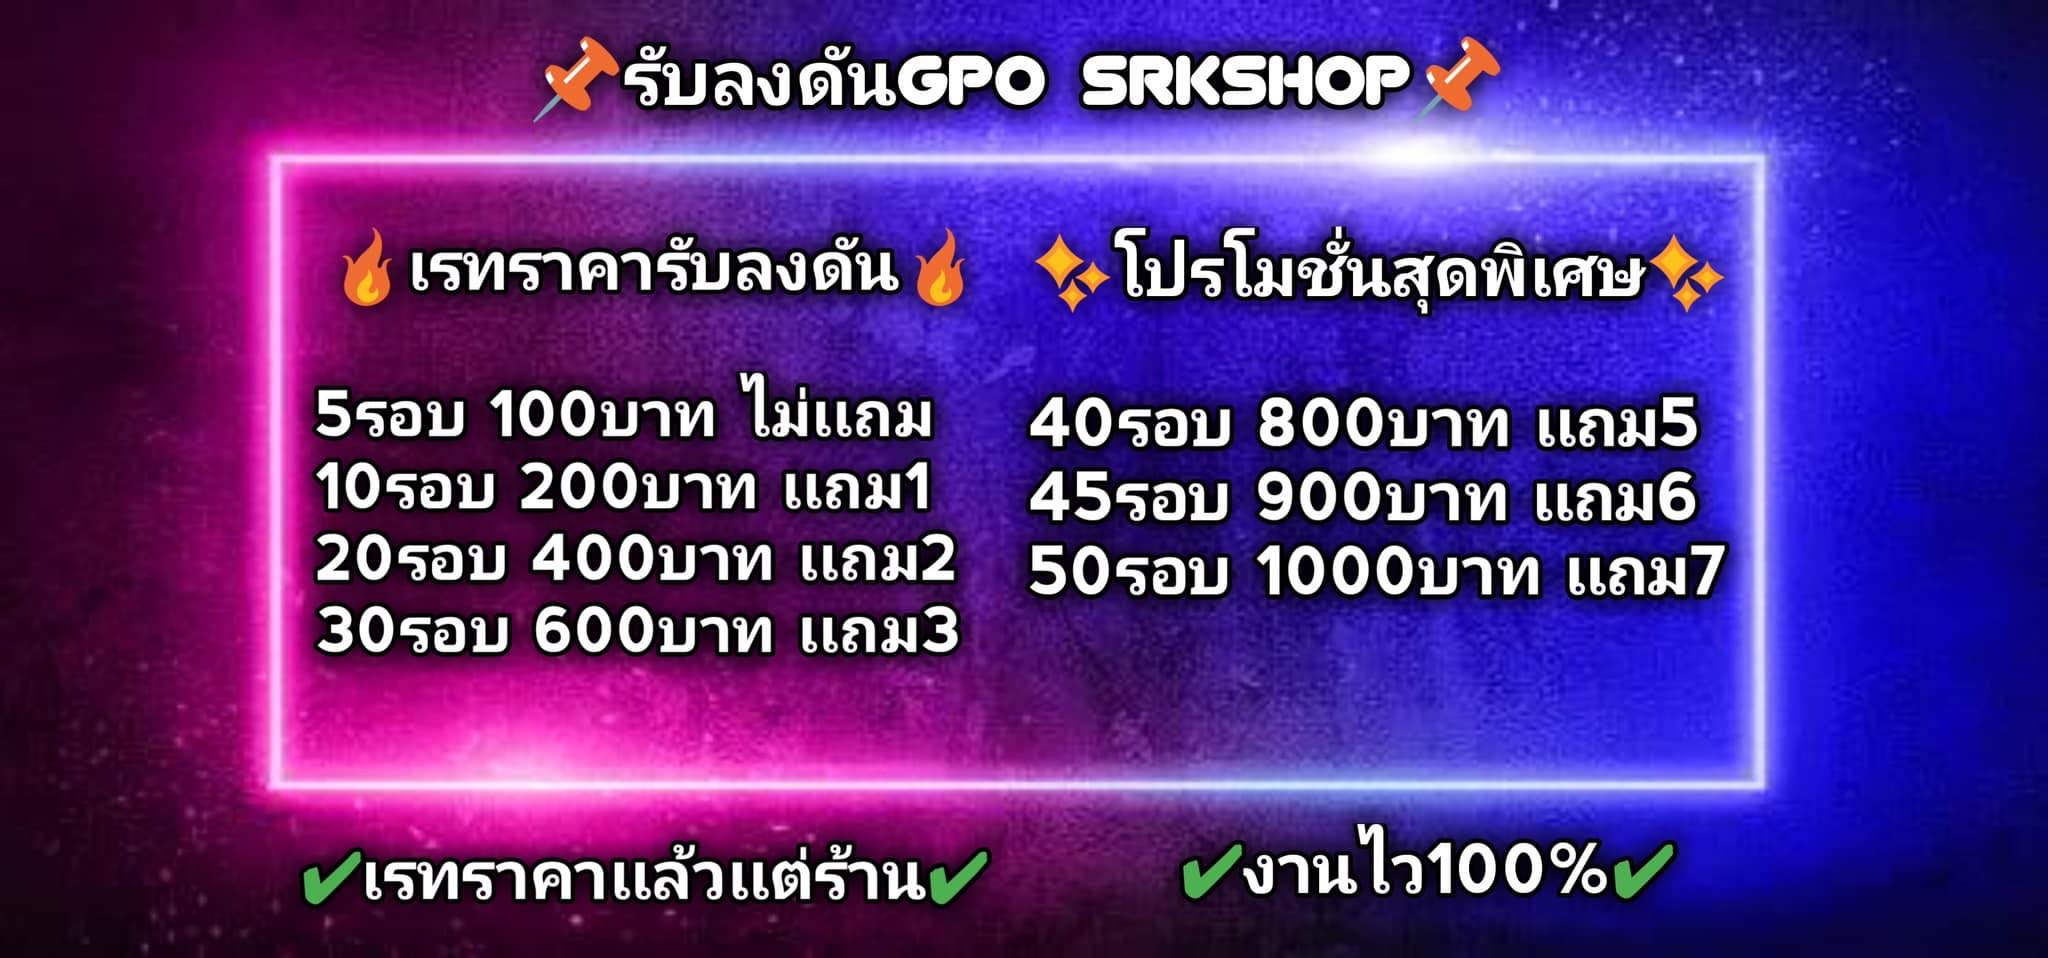 📌รับลงดันGPO SRKSHOP📌
🔥เรทราคารับลงดัน🔥
5รอบ 100บาท ไม่แถม
10รอบ 200บาท แถม1
20รอบ 400บาท แถม2
30รอบ 600บาท แถม3
✨โปรโมชั่นสุดพิเศษ✨
40รอบ 800บาท แถม5
45รอบ 900บาท แถม6
50รอบ 1000บาท แถม7
✔เรทราคาแล้วแต่ร้าน✔
✔งานไว100%✔